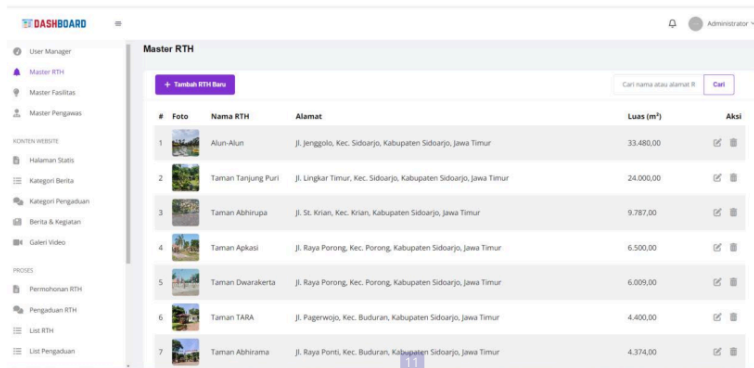 DASHBOARD
Administrator
User Manager
Master RTH
Master Fasilitas
Master Pengawas
KONTEN WEBSITE
Halaman Statis
Kategori Berita
Kategori Pengaduan
Berita & Kegiatan
Galeri Video
PROSES
Permohonan RTH
Pengaduan RTH
List RTH
List Pengaduan
Master RTH
+ Tambah RTH Baru
Cari nama atau alamat R
Cari
# Foto Nama RTH Alamat Luas (m²) Aksi
1 Alun-Alun Jl. Jenggolo, Kec. Sidoarjo, Kabupaten Sidoarjo, Jawa Timur 33.480,00
2 Taman Tanjung Puri Jl. Lingkar Timur, Kec. Sidoarjo, Kabupaten Sidoarjo, Jawa Timur 24.000,00
3 Taman Abhirupa Jl. St. Krian, Kec. Krian, Kabupaten Sidoarjo, Jawa Timur 9.787,00
4 Taman Apkasi Jl. Raya Porong, Kec. Porong, Kabupaten Sidoarjo, Jawa Timur 6.500,00
5 Taman Dwarakerta Jl. Raya Porong, Kec. Porong, Kabupaten Sidoarjo, Jawa Timur 6.009,00
6 Taman TARA Jl. Pagerwojo, Kec. Buduran, Kabupaten Sidoarjo, Jawa Timur 4.400,00
7 Taman Abhirama Jl. Raya Ponti, Kec. Buduran, Kabupaten Sidoarjo, Jawa Timur 4.374,00
11